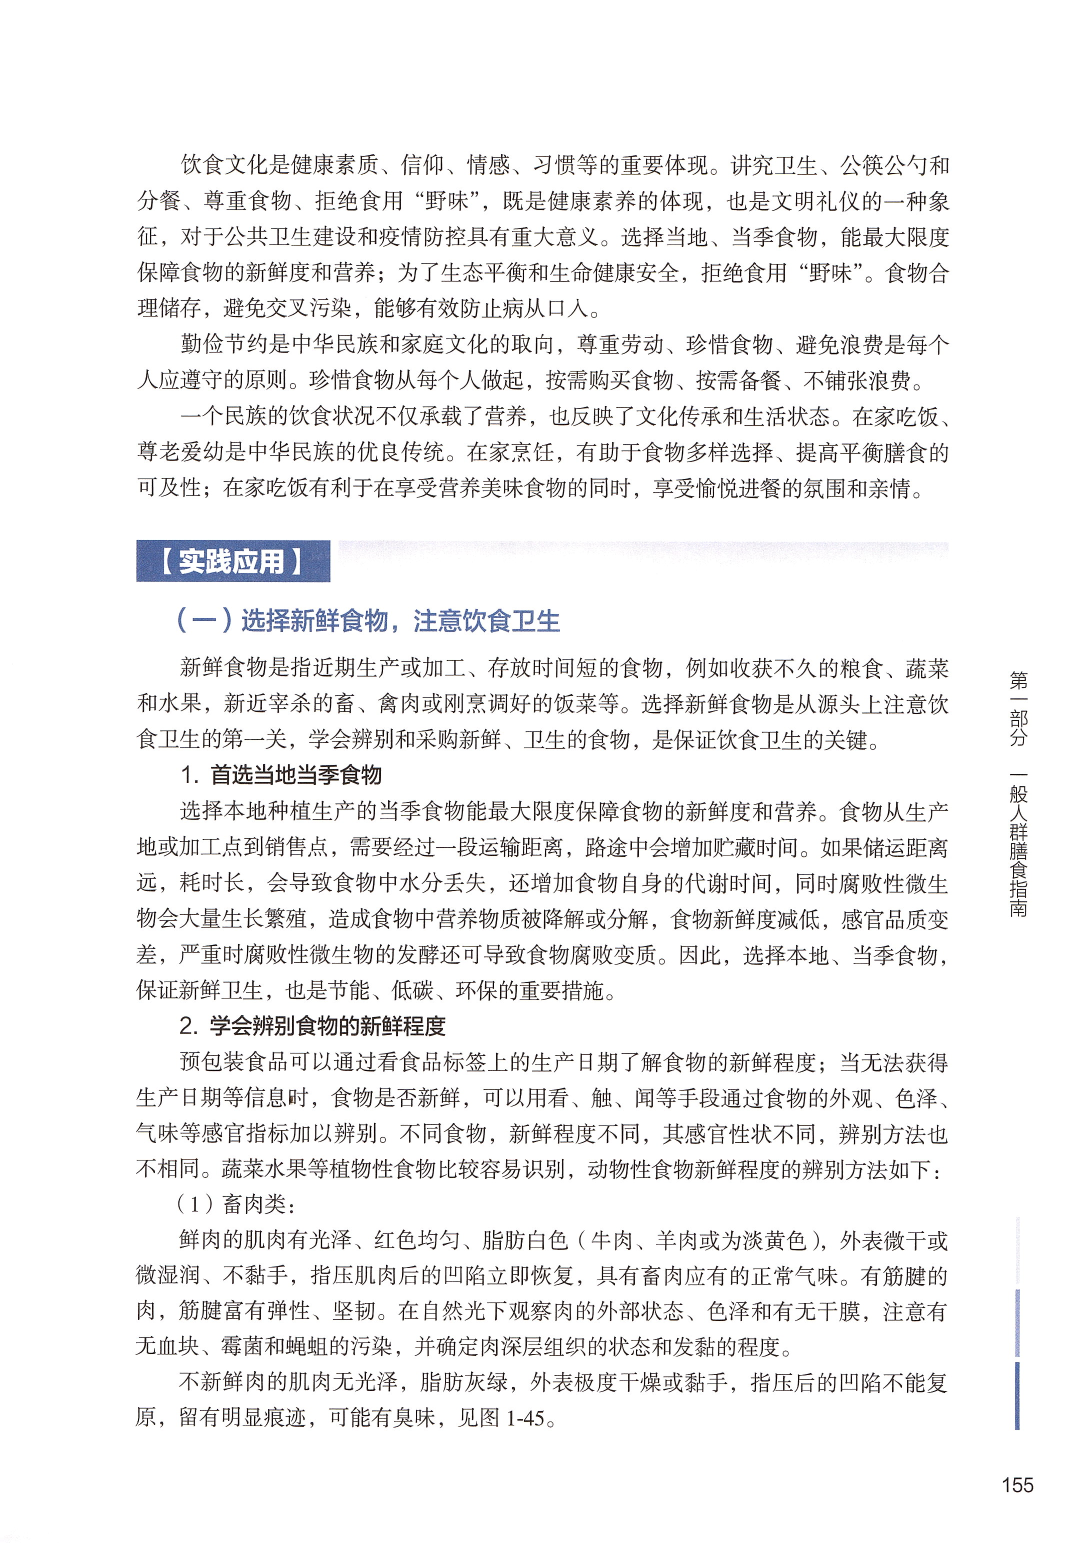 饮食文化是健康素质、信仰、情感、习惯等的重要体现。讲究卫生、公筷公勺和
分餐、尊重食物、拒绝食用“野味”，既是健康素养的体现，也是文明礼仪的一种象
征，对于公共卫生建设和疫情防控具有重大意义。选择当地、当季食物，能最大限度
保障食物的新鲜度和营养；为了生态平衡和生命健康安全，拒绝食用“野味”。食物合
理储存，避免交叉污染，能够有效防止病从口入。
勤俭节约是中华民族和家庭文化的取向，尊重劳动、珍惜食物、避免浪费是每个
人应遵守的原则。珍惜食物从每个人做起，按需购买食物、按需备餐、不铺张浪费。
一个民族的饮食状况不仅承载了营养，也反映了文化传承和生活状态。在家吃饭、
尊老爱幼是中华民族的优良传统。在家烹饪，有助于食物多样选择、提高平衡膳食的
可及性；在家吃饭有利于在享受营养美味食物的同时，享受愉悦进餐的氛围和亲情。
【实践应用】
（一）选择新鲜食物，注意饮食卫生
新鲜食物是指近期生产或加工、存放时间短的食物，例如收获不久的粮食、蔬菜
和水果，新近宰杀的畜、禽肉或刚烹调好的饭菜等。选择新鲜食物是从源头上注意饮
食卫生的第一关，学会辨别和采购新鲜、卫生的食物，是保证饮食卫生的关键。
1. 首选当地当季食物
选择本地种植生产的当季食物能最大限度保障食物的新鲜度和营养。食物从生产
地或加工点到销售点，需要经过一段运输距离，路途中会增加贮藏时间。如果储运距离
远，耗时长，会导致食物中水分丢失，还增加食物自身的代谢时间，同时腐败性微生
物会大量生长繁殖，造成食物中营养物质被降解或分解，食物新鲜度减低，感官品质变
差，严重时腐败性微生物的发酵还可导致食物腐败变质。因此，选择本地、当季食物，
保证新鲜卫生，也是节能、低碳、环保的重要措施。
2. 学会辨别食物的新鲜程度
预包装食品可以通过看食品标签上的生产日期了解食物的新鲜程度；当无法获得
生产日期等信息时，食物是否新鲜，可以用看、触、闻等手段通过食物的外观、色泽、
气味等感官指标加以辨别。不同食物，新鲜程度不同，其感官性状不同，辨别方法也
不相同。蔬菜水果等植物性食物比较容易识别，动物性食物新鲜程度的辨别方法如下：
（1）畜肉类：
鲜肉的肌肉有光泽、红色均匀、脂肪白色（牛肉、羊肉或为淡黄色），外表微干或
微湿润、不黏手，指压肌肉后的凹陷立即恢复，具有畜肉应有的正常气味。有筋腱的
肉，筋腱富有弹性、坚韧。在自然光下观察肉的外部状态、色泽和有无干膜，注意有
无血块、霉菌和蝇蛆的污染，并确定肉深层组织的状态和发黏的程度。
不新鲜肉的肌肉无光泽，脂肪灰绿，外表极度干燥或黏手，指压后的凹陷不能复
原，留有明显痕迹，可能有臭味，见图 1-45。
第一部分 一般人群膳食指南
155